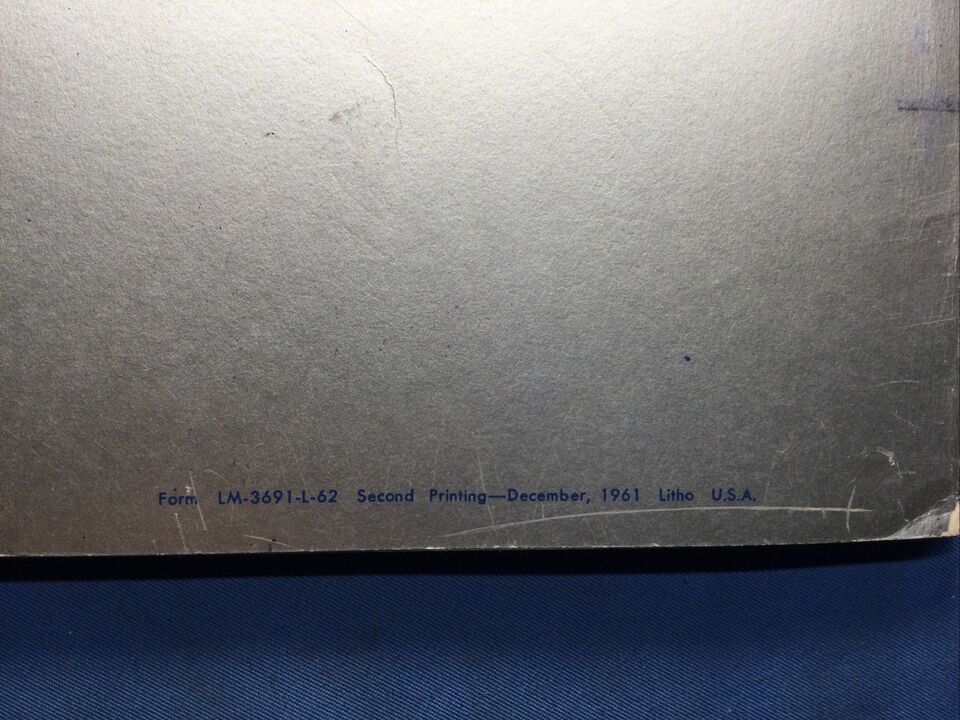 Form LM-3691-L-62 Second Printing—December, 1961 Litho U.S.A.